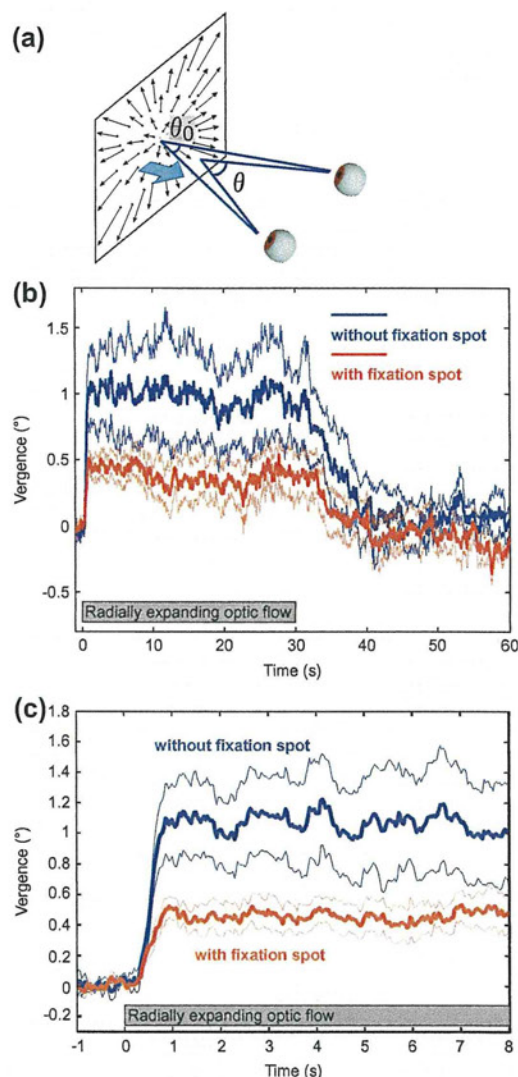 (a)
θ0
θ
(b)
1.5
1
0.5
0
-0.5
Vergence (°)
without fixation spot
with fixation spot
Radially expanding optic flow
0 10 20 30 40 50 60
Time (s)
(c)
1.8
1.6
1.4
1.2
1
0.8
0.6
0.4
0.2
0
-0.2
Vergence (°)
without fixation spot
with fixation spot
Radially expanding optic flow
-1 0 1 2 3 4 5 6 7 8
Time (s)